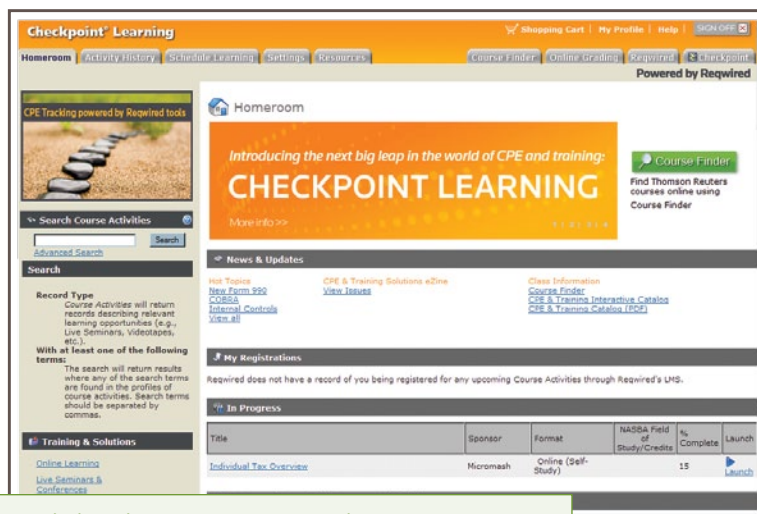 Checkpoint® Learning
Shopping Cart | My Profile | Help | SIGN OFF
Homeroom Activity History Schedule Learning Settings Resources Course Finder Online Grading Reqwired Checkpoint
Powered by Reqwired
CPE Tracking powered by Reqwired tools
Search Course Activities
Search
Advanced Search
Search
Record Type
Course Activities will return
records describing relevant
learning opportunities (e.g.,
Live Seminars, Videotapes,
etc.).
With at least one of the following
terms:
The search will return results
where any of the search terms
are found in the profiles of
course activities. Search terms
should be separated by
commas.
Training & Solutions
Online Learning
Live Seminars &
Conferences
Homeroom
Introducing the next big leap in the world of CPE and training:
CHECKPOINT LEARNING
More info >>
Course Finder
Find Thomson Reuters
courses online using
Course Finder
News & Updates
Hot Topics
New Form 990
COBRA
Internal Controls
View all
CPE & Training Solutions eZine
View Issues
Class Information
Course Finder
CPE & Training Interactive Catalog
CPE & Training Catalog (PDF)
My Registrations
Reqwired does not have a record of you being registered for any upcoming Course Activities through Reqwired's LMS.
In Progress
Title Sponsor Format NASBA Field of Study/Credits % Complete Launch
Individual Tax Overview Micromash Online (Self-Study) 15 Launch